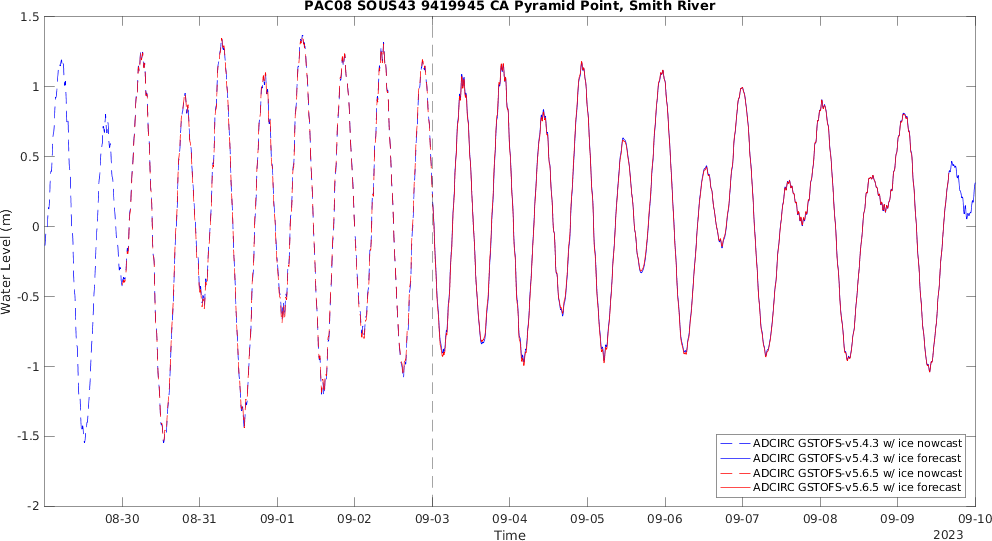 PAC08 SOUS43 9419945 CA Pyramid Point, Smith River
1.5
1
0.5
0
-0.5
-1
-1.5
-2
Water Level (m)
08-30 08-31 09-01 09-02 09-03 09-04 09-05 09-06 09-07 09-08 09-09 09-10
Time
2023
ADCIRC GSTOFS-v5.4.3 w/ ice nowcast
ADCIRC GSTOFS-v5.4.3 w/ ice forecast
ADCIRC GSTOFS-v5.6.5 w/ ice nowcast
ADCIRC GSTOFS-v5.6.5 w/ ice forecast